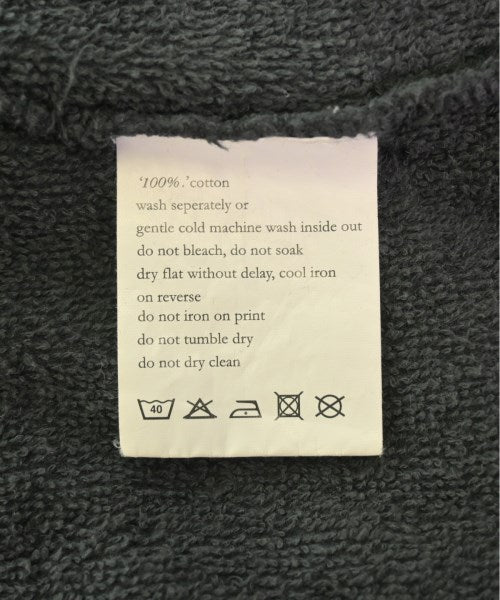 '100%.'cotton
wash seperately or
gentle cold machine wash inside out
do not bleach, do not soak
dry flat without delay, cool iron
on reverse
do not iron on print
do not tumble dry
do not dry clean
40